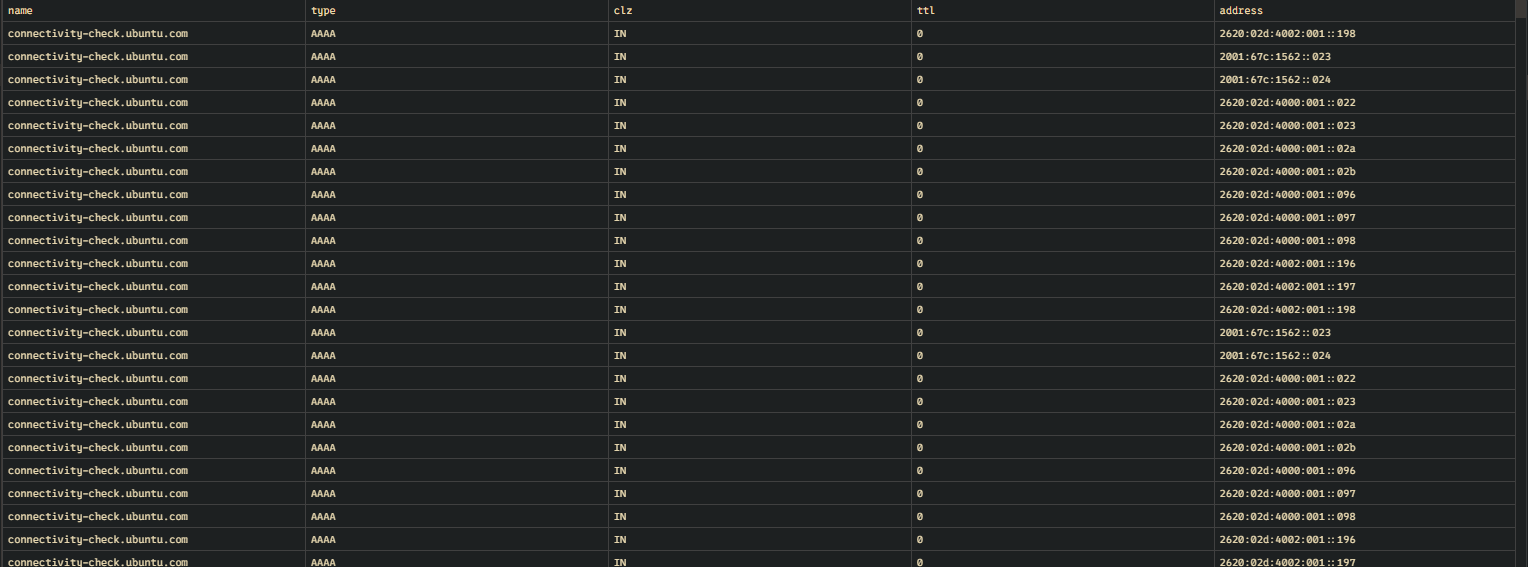 name type clz ttl address
connectivity-check.ubuntu.com AAAA IN 0 2620:02d:4002:001::198
connectivity-check.ubuntu.com AAAA IN 0 2001:67c:1562::023
connectivity-check.ubuntu.com AAAA IN 0 2001:67c:1562::024
connectivity-check.ubuntu.com AAAA IN 0 2620:02d:4000:001::022
connectivity-check.ubuntu.com AAAA IN 0 2620:02d:4000:001::023
connectivity-check.ubuntu.com AAAA IN 0 2620:02d:4000:001::02a
connectivity-check.ubuntu.com AAAA IN 0 2620:02d:4000:001::02b
connectivity-check.ubuntu.com AAAA IN 0 2620:02d:4000:001::096
connectivity-check.ubuntu.com AAAA IN 0 2620:02d:4000:001::097
connectivity-check.ubuntu.com AAAA IN 0 2620:02d:4000:001::098
connectivity-check.ubuntu.com AAAA IN 0 2620:02d:4002:001::196
connectivity-check.ubuntu.com AAAA IN 0 2620:02d:4002:001::197
connectivity-check.ubuntu.com AAAA IN 0 2620:02d:4002:001::198
connectivity-check.ubuntu.com AAAA IN 0 2001:67c:1562::023
connectivity-check.ubuntu.com AAAA IN 0 2001:67c:1562::024
connectivity-check.ubuntu.com AAAA IN 0 2620:02d:4000:001::022
connectivity-check.ubuntu.com AAAA IN 0 2620:02d:4000:001::023
connectivity-check.ubuntu.com AAAA IN 0 2620:02d:4000:001::02a
connectivity-check.ubuntu.com AAAA IN 0 2620:02d:4000:001::02b
connectivity-check.ubuntu.com AAAA IN 0 2620:02d:4000:001::096
connectivity-check.ubuntu.com AAAA IN 0 2620:02d:4000:001::097
connectivity-check.ubuntu.com AAAA IN 0 2620:02d:4000:001::098
connectivity-check.ubuntu.com AAAA IN 0 2620:02d:4002:001::196
connectivity-check.ubuntu.com AAAA IN 0 2620:02d:4002:001::197